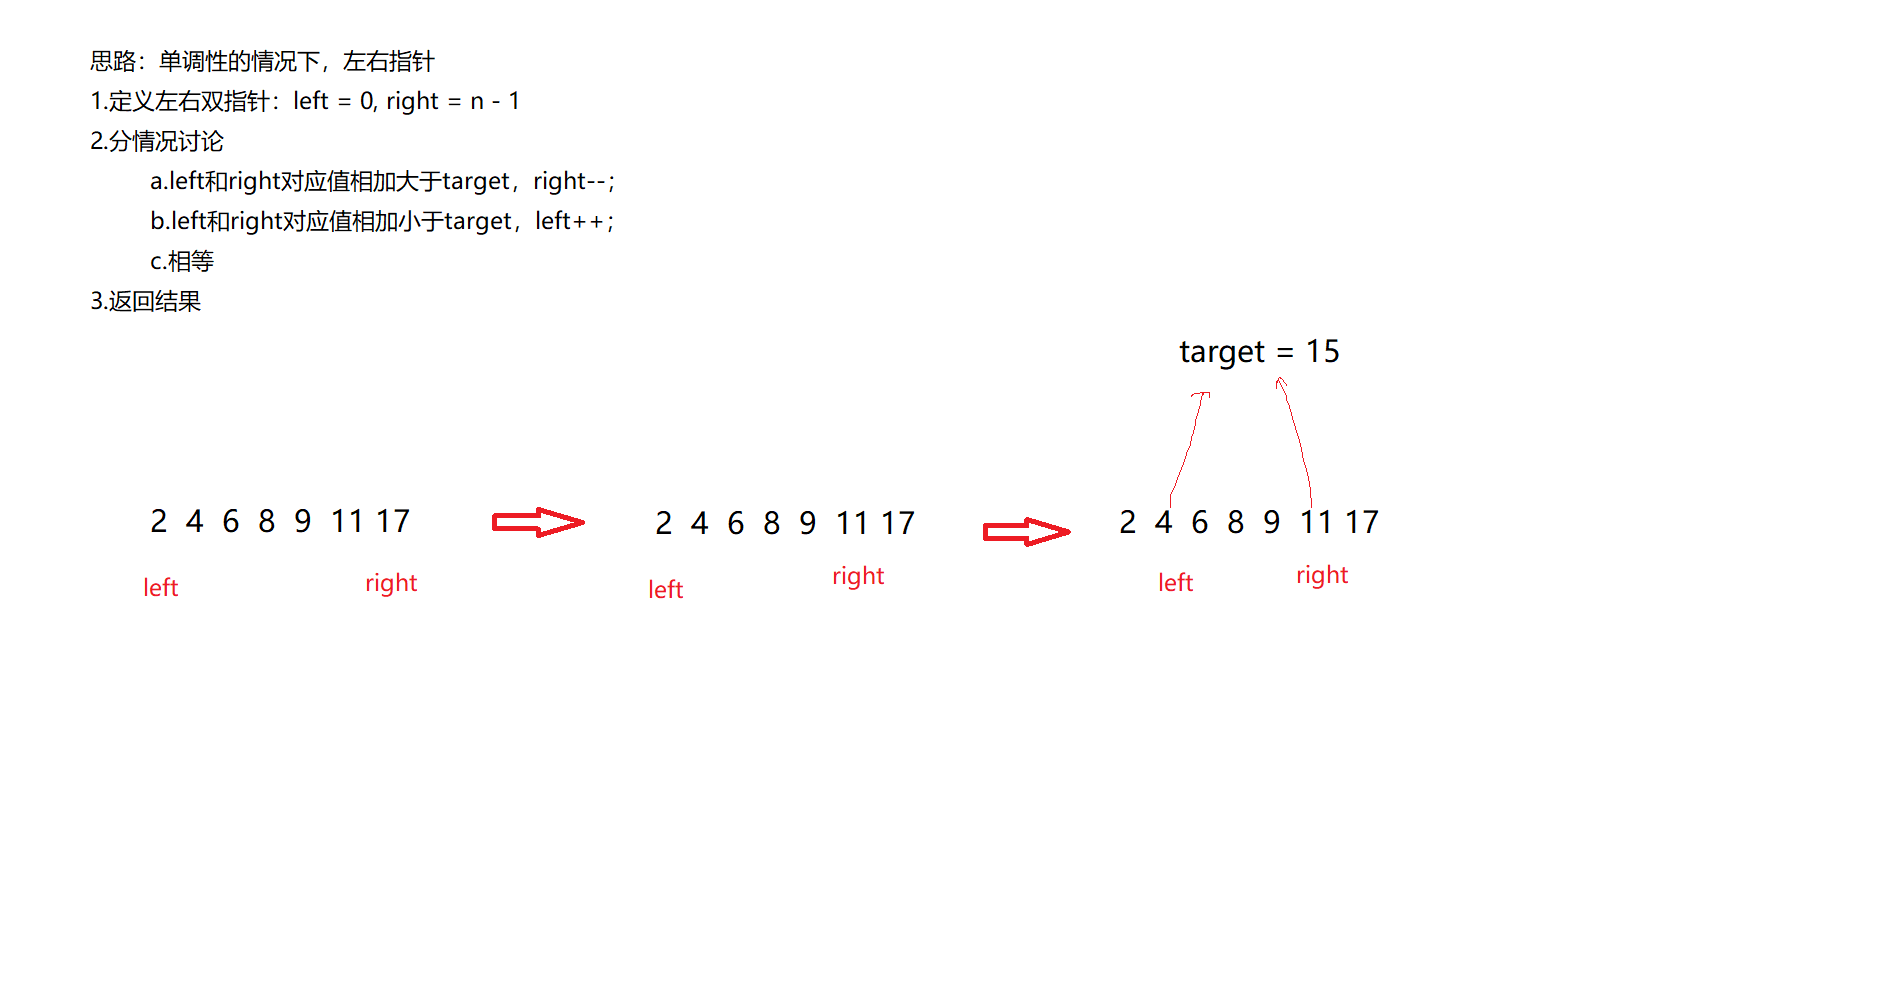 思路：单调性的情况下，左右指针
1.定义左右双指针：left = 0, right = n - 1
2.分情况讨论
a.left和right对应值相加大于target，right--；
b.left和right对应值相加小于target，left++；
c.相等
3.返回结果
target = 15
2 4 6 8 9 11 17
left right
2 4 6 8 9 11 17
left right
2 4 6 8 9 11 17
left right